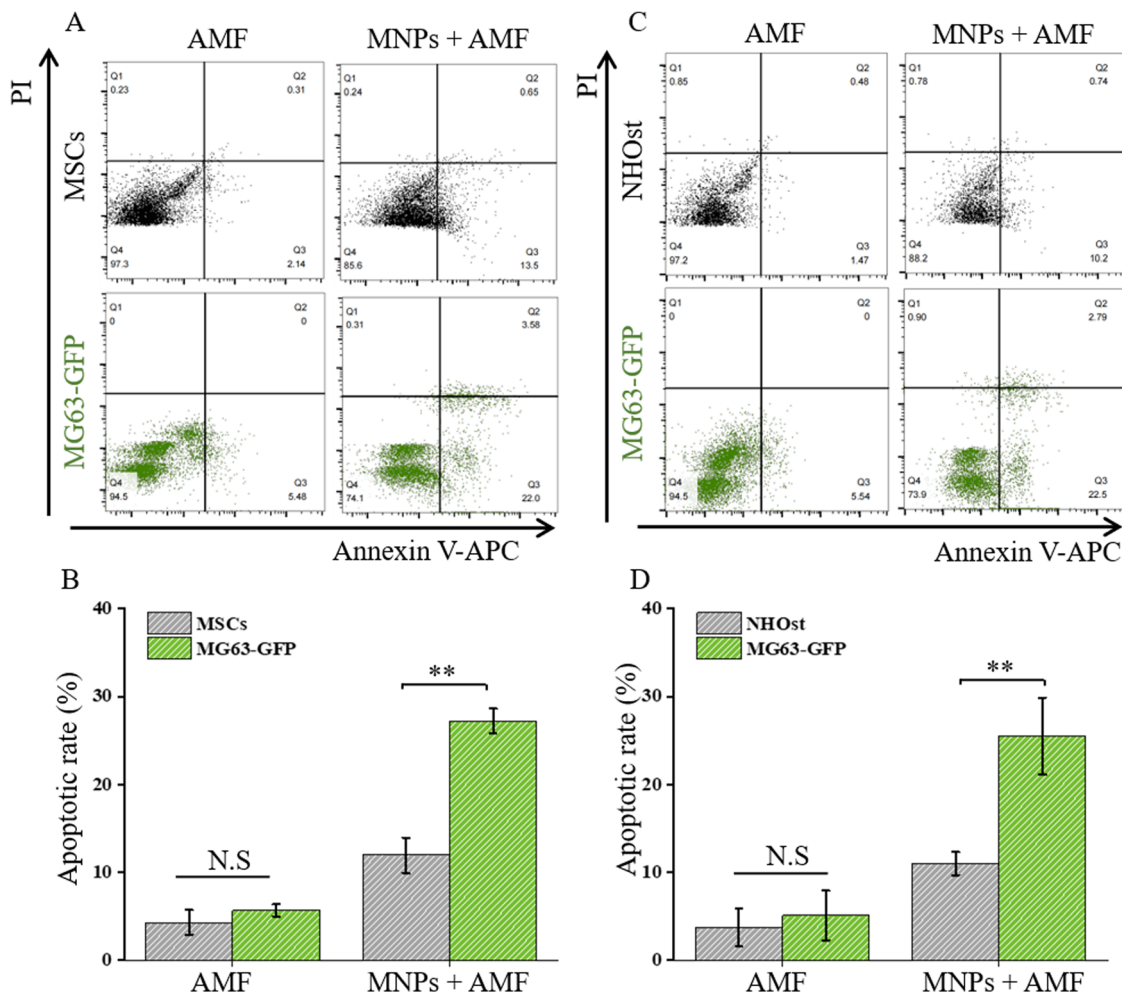 A
AMF
MNPs + AMF
PI
MSCs
Q1
0.23
Q2
0.31
Q4
97.3
Q3
2.14
Q1
0.24
Q2
0.65
Q4
85.6
Q3
13.5
MG63-GFP
Q1
0
Q2
0
Q4
94.5
Q3
5.48
Q1
0.31
Q2
3.58
Q4
74.1
Q3
22.0
Annexin V-APC
C
AMF
MNPs + AMF
PI
NHOst
Q1
0.85
Q2
0.48
Q4
97.2
Q3
1.47
Q1
0.78
Q2
0.74
Q4
88.2
Q3
10.2
MG63-GFP
Q1
0
Q2
0
Q4
94.5
Q3
5.54
Q1
0.90
Q2
2.79
Q4
73.9
Q3
22.5
Annexin V-APC
B
Apoptotic rate (%)
40
30
20
10
0
MSCs
MG63-GFP
N.S
**
AMF
MNPs + AMF
D
Apoptotic rate (%)
40
30
20
10
0
NHOst
MG63-GFP
N.S
**
AMF
MNPs + AMF